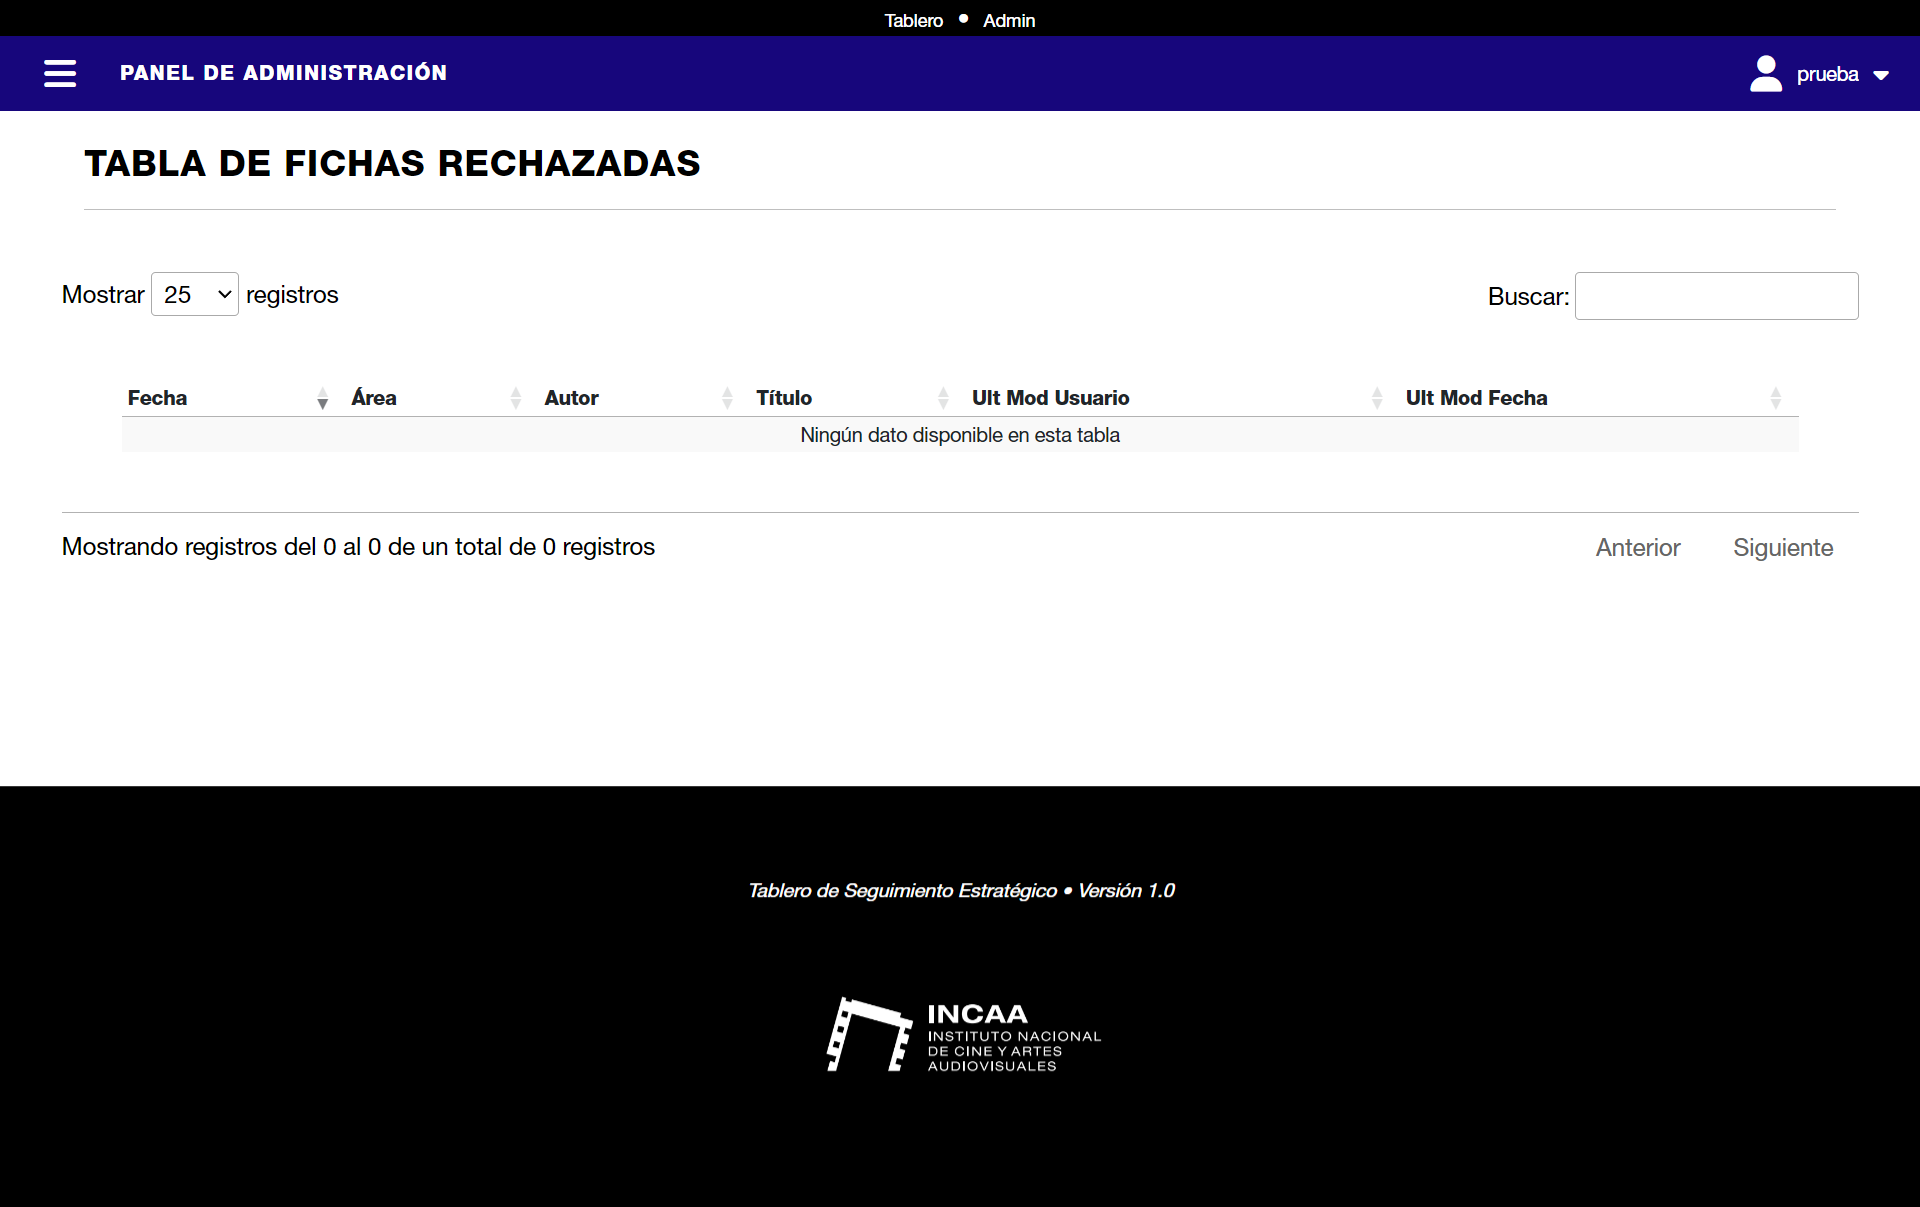 Tablero • Admin
PANEL DE ADMINISTRACIÓN
prueba
TABLA DE FICHAS RECHAZADAS
Mostrar 25 registros
Buscar:
Fecha Área Autor Título Ult Mod Usuario Ult Mod Fecha
Ningún dato disponible en esta tabla
Mostrando registros del 0 al 0 de un total de 0 registros
Anterior Siguiente
Tablero de Seguimiento Estratégico • Versión 1.0
INCAA
INSTITUTO NACIONAL
DE CINE Y ARTES
AUDIOVISUALES